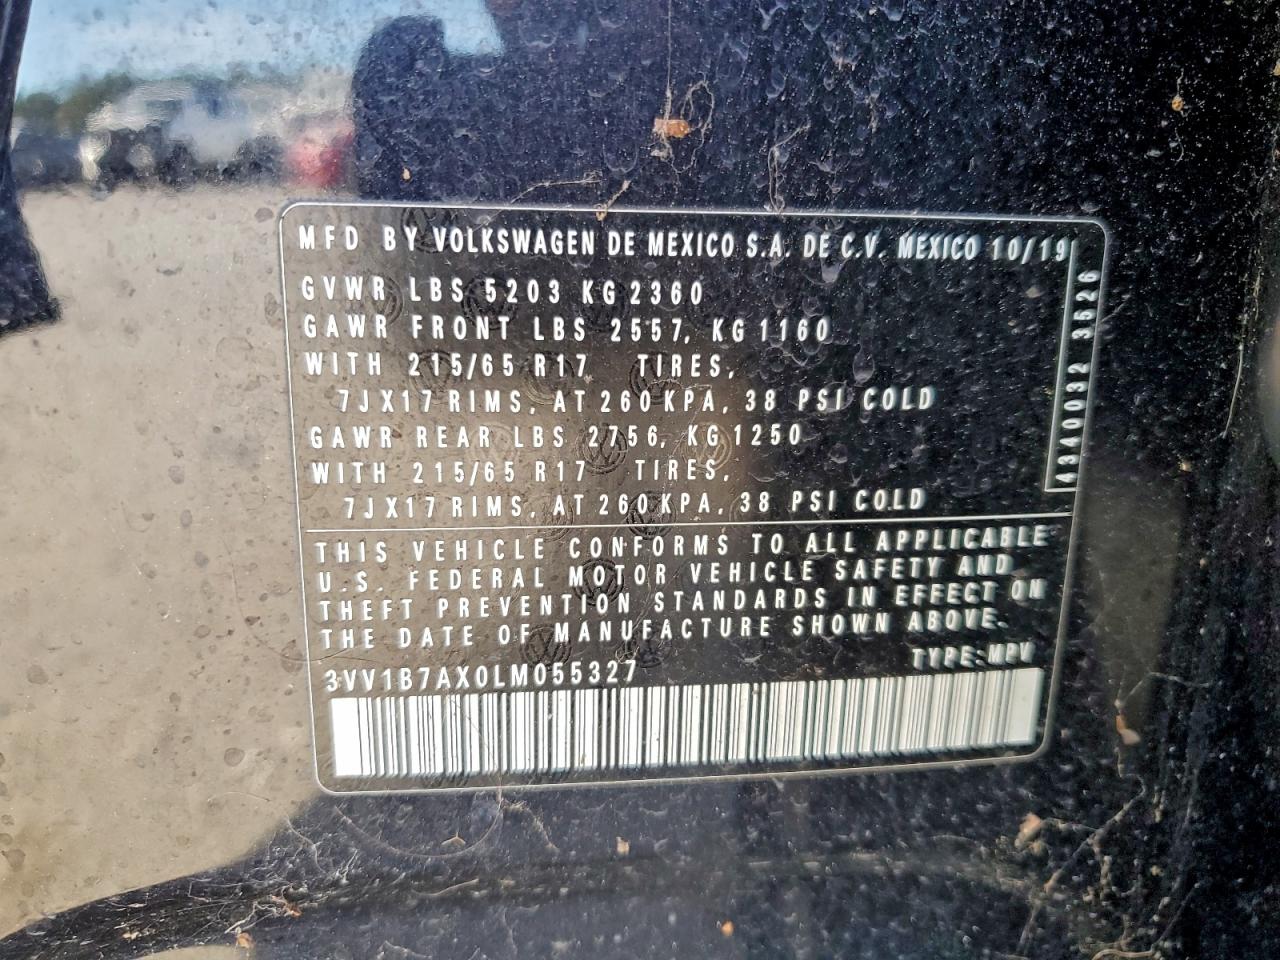 MFD BY VOLKSWAGEN DE MEXICO S.A. DE C.V. MEXICO 10/19
GVWR LBS 5203 KG 2360
GAWR FRONT LBS 2557, KG 1160
WITH 215/65 R17 TIRES,
7JX17 RIMS, AT 260 KPA, 38 PSI COLD
GAWR REAR LBS 2756, KG 1250
WITH 215/65 R17 TIRES,
7JX17 RIMS, AT 260 KPA, 38 PSI COLD
4340032 3526
THIS VEHICLE CONFORMS TO ALL APPLICABLE
U.S. FEDERAL MOTOR VEHICLE SAFETY AND
THEFT PREVENTION STANDARDS IN EFFECT ON
THE DATE OF MANUFACTURE SHOWN ABOVE.
3VV1B7AX0LM055327 TYPE:MPV